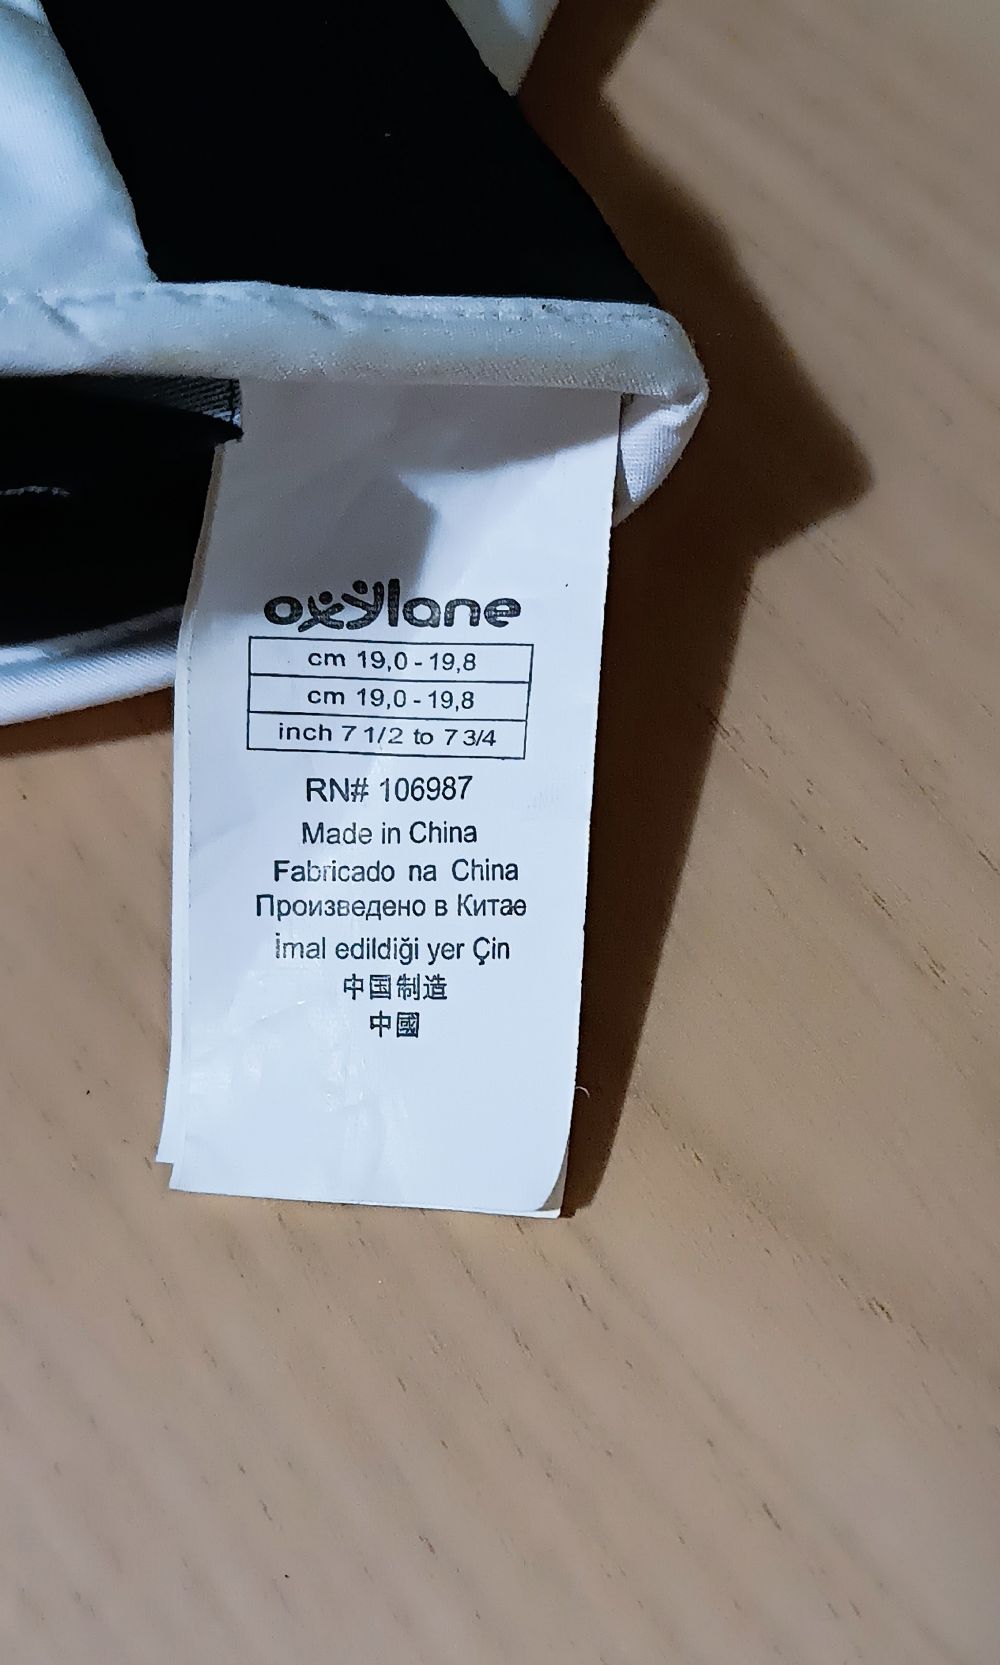 oxylane
cm 19,0 - 19,8
cm 19,0 - 19,8
inch 7 1/2 to 7 3/4
RN# 106987
Made in China
Fabricado na China
Произведено в Китае
İmal edildiği yer Çin
中国制造
中國